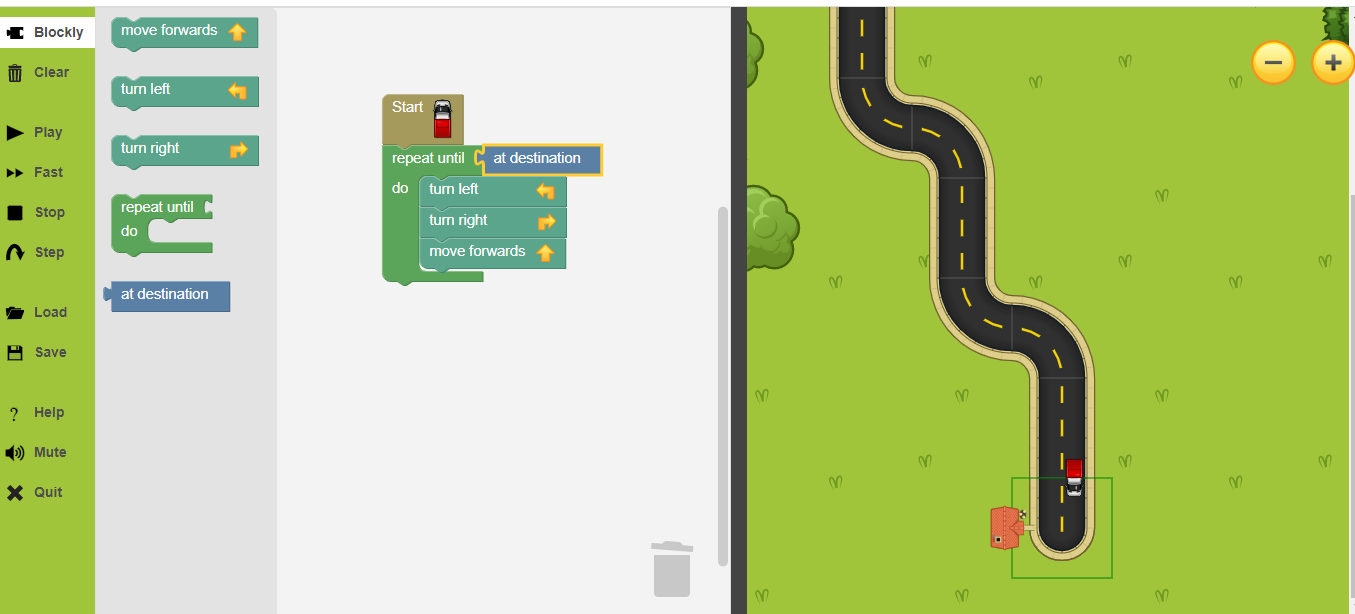 Blockly
Clear
Play
Fast
Stop
Step
Load
Save
? Help
Mute
Quit
move forwards
turn left
turn right
repeat until
do
at destination
Start
repeat until at destination
do turn left
turn right
move forwards
− +